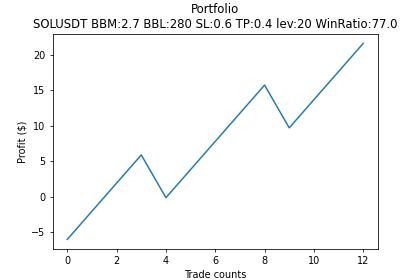 Portfolio
SOLUSDT BBM:2.7 BBL:280 SL:0.6 TP:0.4 lev:20 WinRatio:77.0
Profit ($)
20
15
10
5
0
−5
0 2 4 6 8 10 12
Trade counts